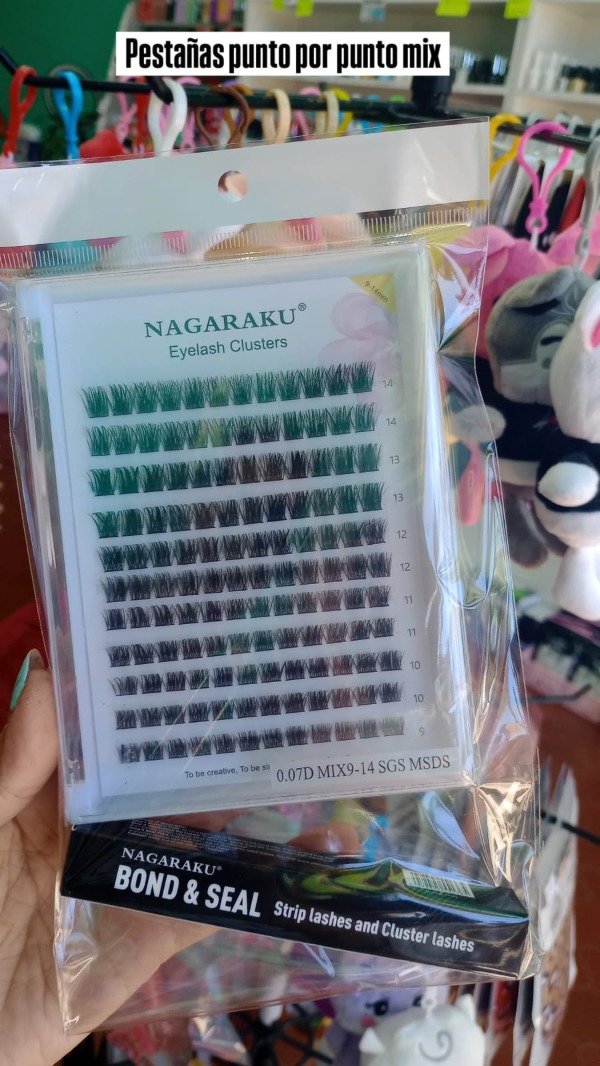 Pestañas punto por punto mix
9-14mm
NAGARAKU®
Eyelash Clusters
14
14
13
13
12
12
11
11
10
10
9
To be creative, To be
0.07D MIX9-14 SGS MSDS
NAGARAKU®
BOND & SEAL
Strip lashes and Cluster lashes